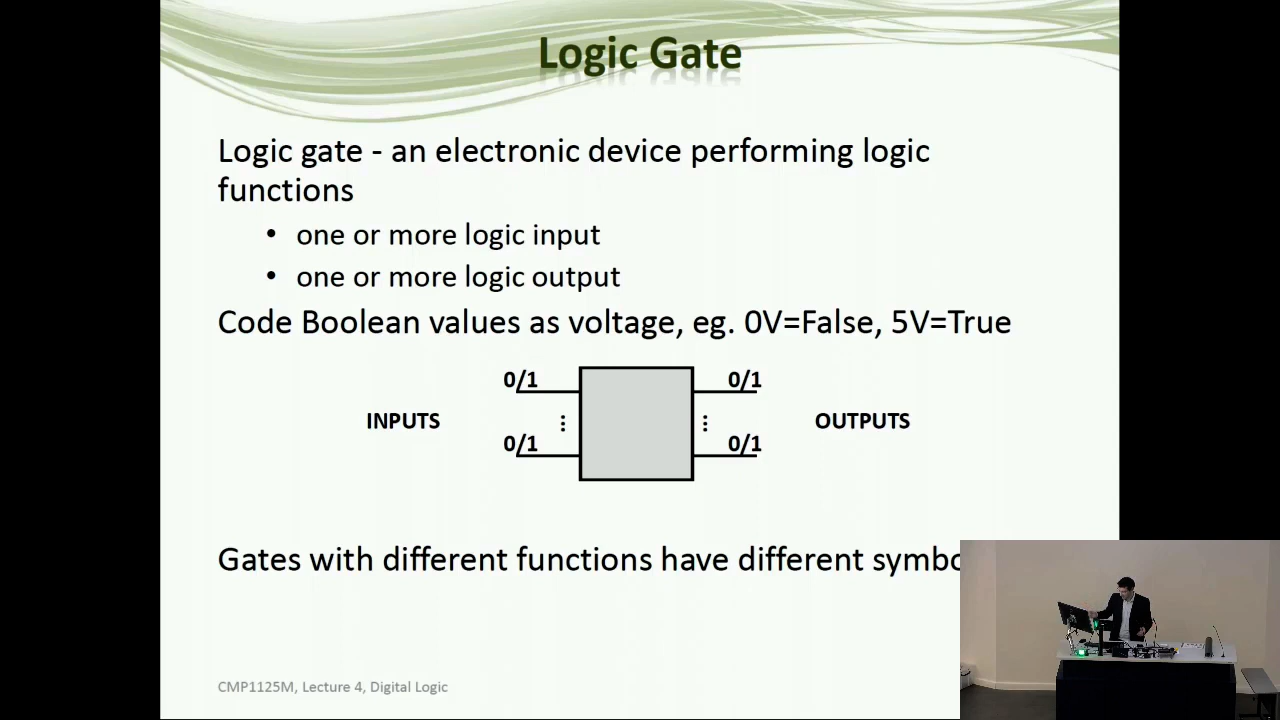 Logic Gate
Logic gate - an electronic device performing logic
functions
• one or more logic input
• one or more logic output
Code Boolean values as voltage, eg. 0V=False, 5V=True
0/1 0/1
INPUTS ⋮ ⋮ OUTPUTS
0/1 0/1
Gates with different functions have different
CMP1125M, Lecture 4, Digital Logic